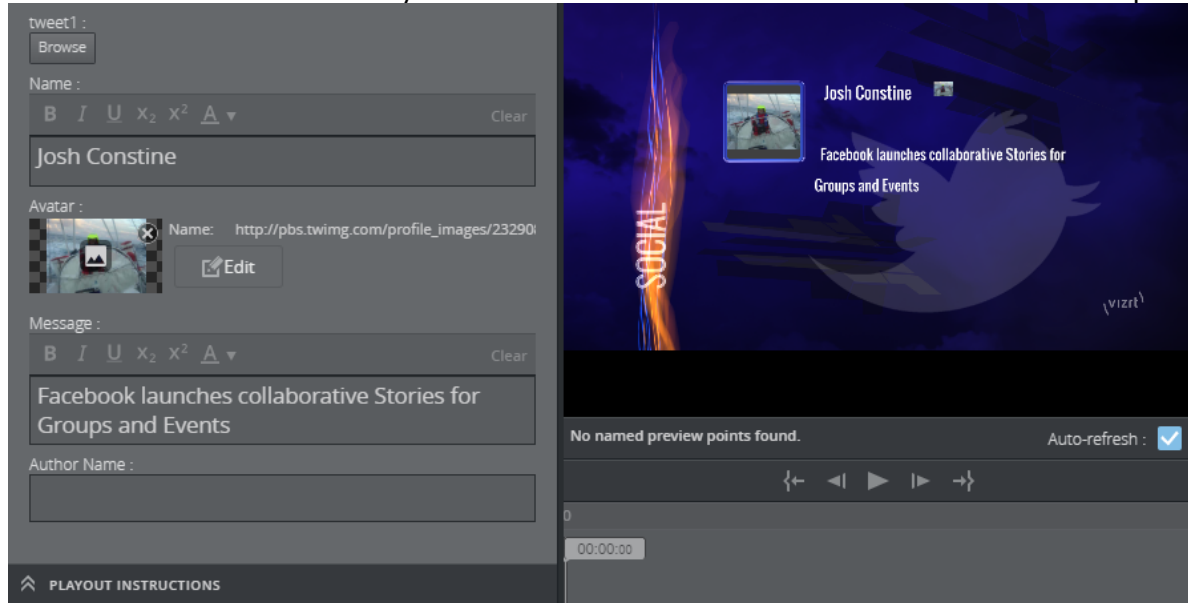 tweet1 :
Browse
Name :
B I U X₂ X² A Clear
Josh Constine
Avatar :
Name: http://pbs.twimg.com/profile_images/23290
Edit
Message :
B I U X₂ X² A Clear
Facebook launches collaborative Stories for
Groups and Events
Author Name :
PLAYOUT INSTRUCTIONS
Josh Constine
Facebook launches collaborative Stories for
Groups and Events
SOCIAL
vizrt
No named preview points found.
Auto-refresh :
0
00:00:00